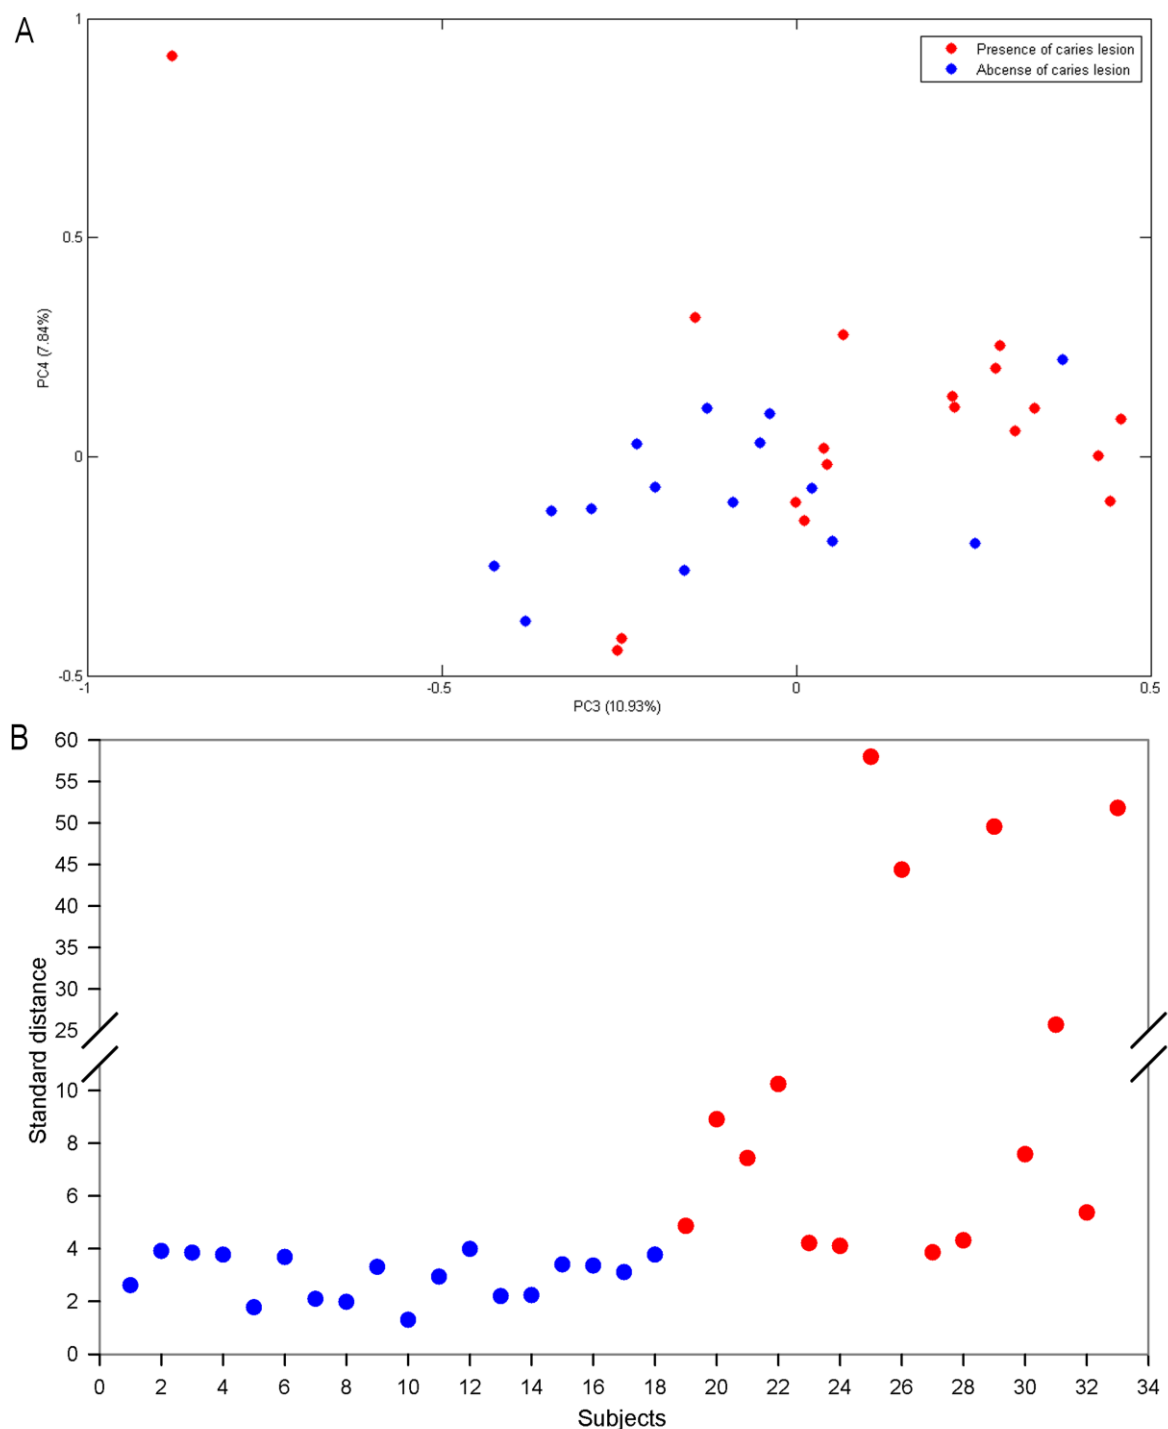 A
1
Presence of caries lesion
Abcense of caries lesion
0.5
PC4 (7.84%)
0
-0.5
-1 -0.5 0 0.5
PC3 (10.93%)
B
60
55
50
45
40
35
30
25
10
8
6
4
2
0
Standard distance
0 2 4 6 8 10 12 14 16 18 20 22 24 26 28 30 32 34
Subjects